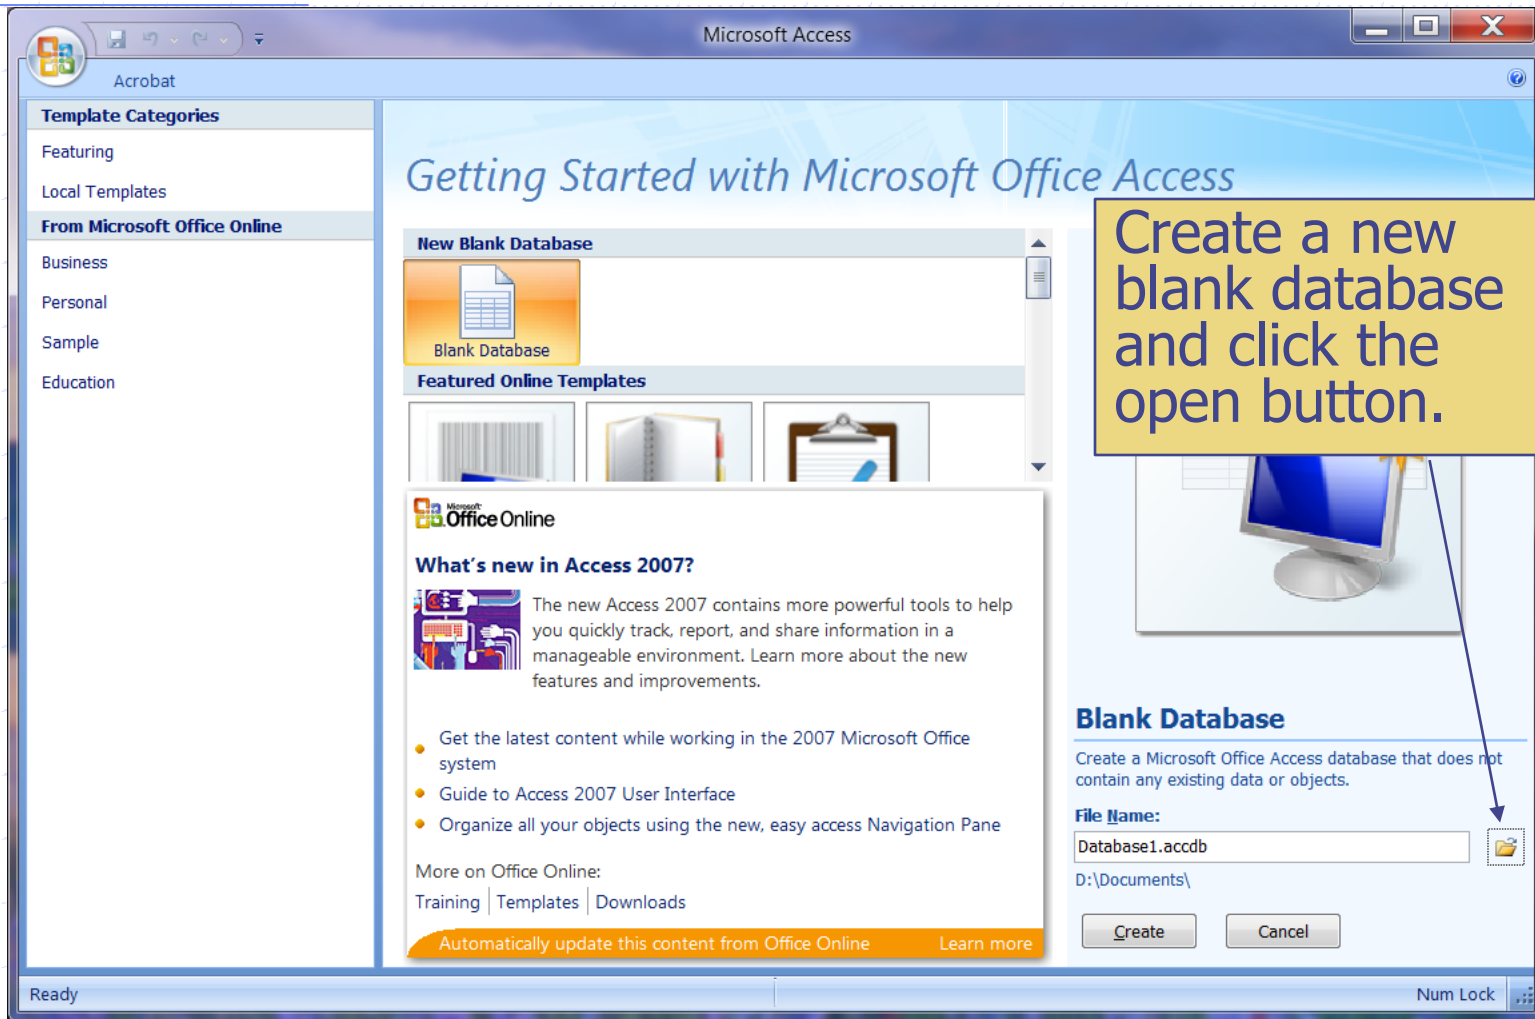 Microsoft Access
Acrobat
Template Categories
Featuring
Local Templates
From Microsoft Office Online
Business
Personal
Sample
Education
Getting Started with Microsoft Office Access
New Blank Database
Blank Database
Featured Online Templates
Create a new
blank database
and click the
open button.
Microsoft
Office Online
What's new in Access 2007?
The new Access 2007 contains more powerful tools to help
you quickly track, report, and share information in a
manageable environment. Learn more about the new
features and improvements.
Get the latest content while working in the 2007 Microsoft Office
system
Guide to Access 2007 User Interface
Organize all your objects using the new, easy access Navigation Pane
More on Office Online:
Training Templates Downloads
Automatically update this content from Office Online Learn more
Blank Database
Create a Microsoft Office Access database that does not
contain any existing data or objects.
File Name:
Database1.accdb
D:\Documents\
Create Cancel
Ready Num Lock